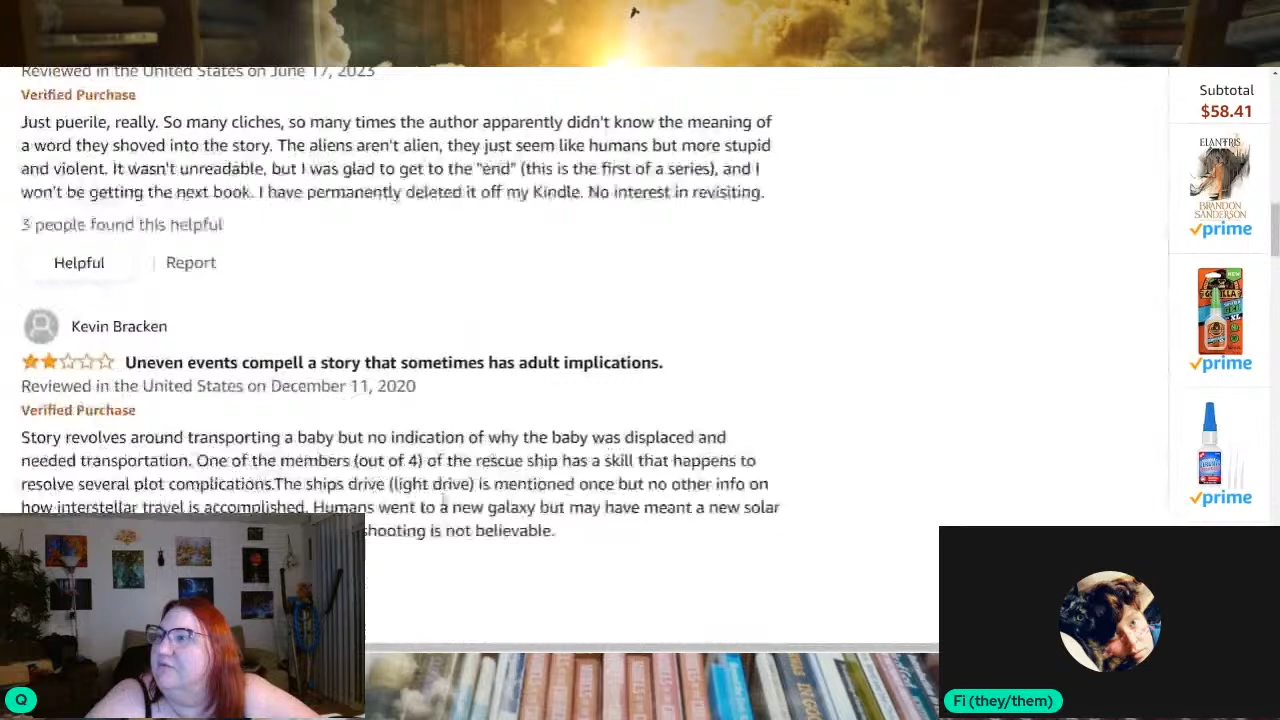 Reviewed in the United States on June 17, 2023
Verified Purchase
Just puerile, really. So many cliches, so many times the author apparently didn't know the meaning of
a word they shoved into the story. The aliens aren't alien, they just seem like humans but more stupid
and violent. It wasn't unreadable, but I was glad to get to the "end" (this is the first of a series), and I
won't be getting the next book. I have permanently deleted it off my Kindle. No interest in revisiting.
3 people found this helpful
Helpful | Report
Kevin Bracken
Uneven events compell a story that sometimes has adult implications.
Reviewed in the United States on December 11, 2020
Verified Purchase
Story revolves around transporting a baby but no indication of why the baby was displaced and
needed transportation. One of the members (out of 4) of the rescue ship has a skill that happens to
resolve several plot complications.The ships drive (light drive) is mentioned once but no other info on
how interstellar travel is accomplished. Humans went to a new galaxy but may have meant a new solar
shooting is not believable.
Subtotal
$58.41
ELANTRIS
BRANDON
SANDERSON
prime
NEW
GORILLA
GEL
XL
prime
prime
Q
Fi (they/them)